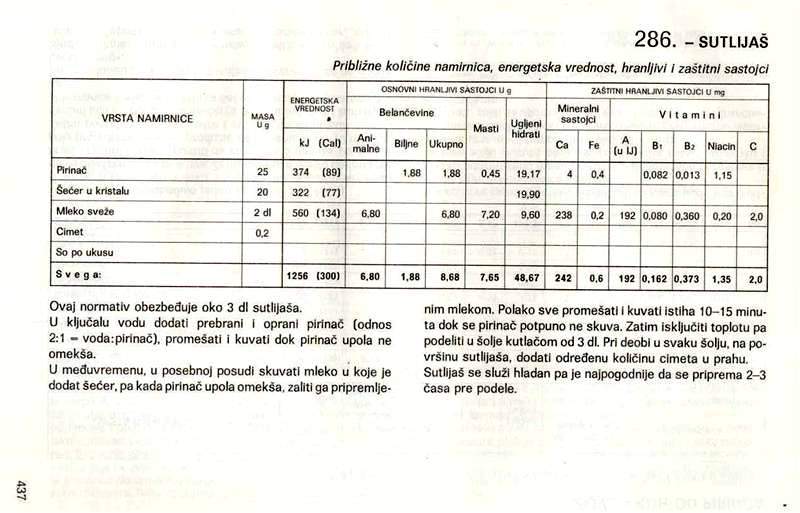 286. – SUTLIJAŠ
Približne količine namirnica, energetska vrednost, hranljivi i zaštitni sastojci
VRSTA NAMIRNICE
MASA
U g
ENERGETSKA
VREDNOST
kJ (Cal)
OSNOVNI HRANLJIVI SASTOJCI U g
Belančevine
Ani-
malne
Biljne
Ukupno
Masti
Ugljeni
hidrati
ZAŠTITNI HRANLJIVI SASTOJCI U mg
Mineralni
sastojci
Ca
Fe
Vitamini
A
(u IJ)
B1
B2
Niacin
C
Pirinač 25 374 (89) 1,88 1,88 0,45 19,17 4 0,4 0,082 0,013 1,15
Šećer u kristalu 20 322 (77) 19,90
Mleko sveže 2 dl 560 (134) 6,80 6,80 7,20 9,60 238 0,2 192 0,080 0,360 0,20 2,0
Cimet 0,2
So po ukusu
Svega: 1256 (300) 6,80 1,88 8,68 7,65 48,67 242 0,6 192 0,162 0,373 1,35 2,0
Ovaj normativ obezbeđuje oko 3 dl sutlijaša.
U ključalu vodu dodati prebrani i oprani pirinač (odnos
2:1 = voda:pirinač), promešati i kuvati dok pirinač upola ne
omekša.
U međuvremenu, u posebnoj posudi skuvati mleko u koje je
dodat šećer, pa kada pirinač upola omekša, zaliti ga pripremlje-
nim mlekom. Polako sve promešati i kuvati istiha 10–15 minu-
ta dok se pirinač potpuno ne skuva. Zatim isključiti toplotu pa
podeliti u šolje kutlačom od 3 dl. Pri deobi u svaku šolju, na po-
vršinu sutlijaša, dodati određenu količinu cimeta u prahu.
Sutlijaš se služi hladan pa je najpogodnije da se priprema 2–3
časa pre podele.
437